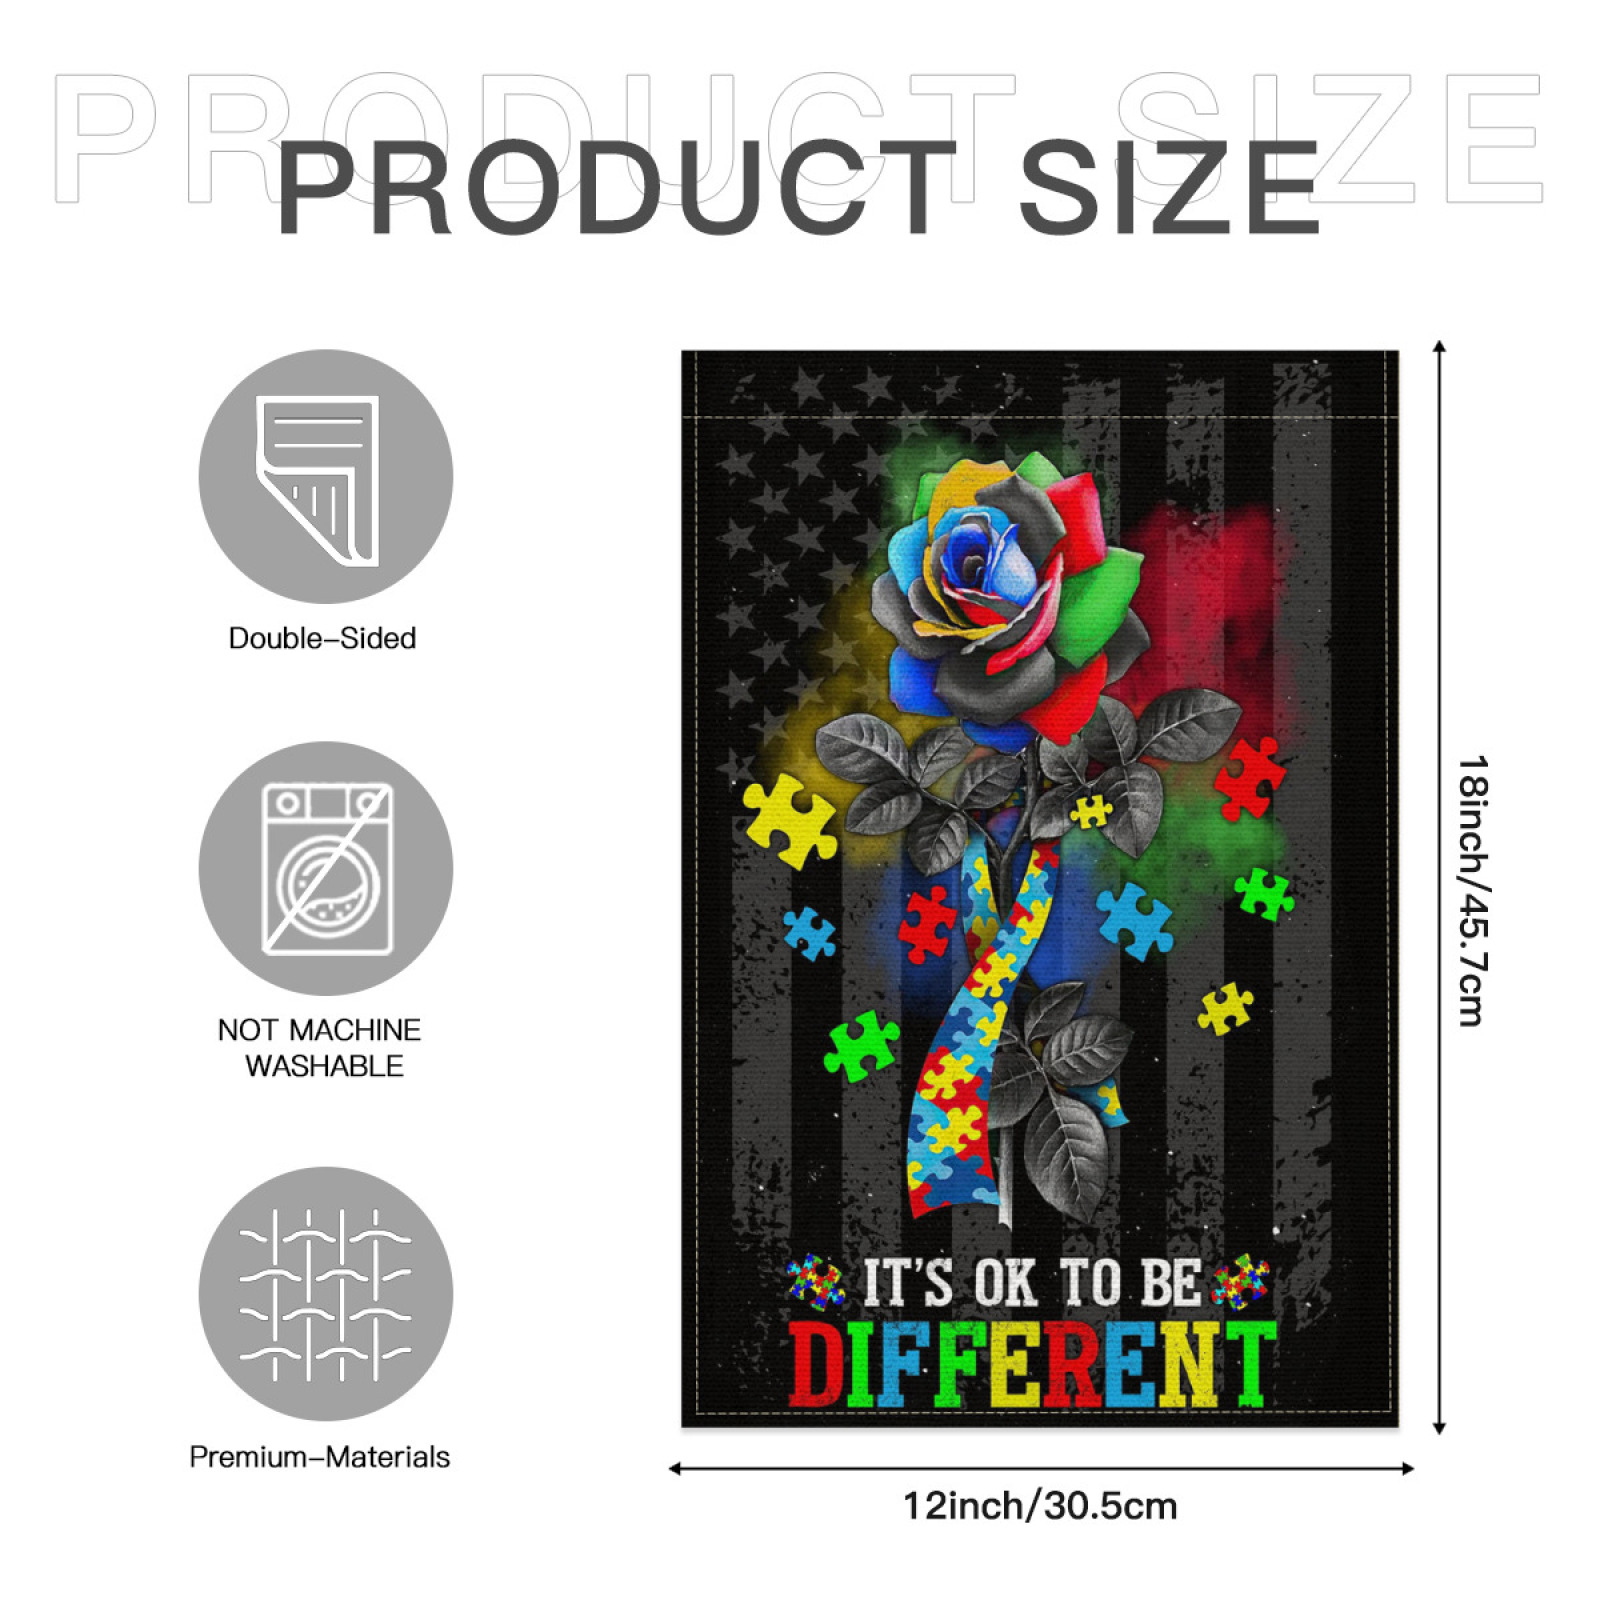 PRODUCT SIZE
PRODUCT SIZE
Double-Sided
NOT MACHINE
WASHABLE
Premium-Materials
IT'S OK TO BE
DIFFERENT
18inch/45.7cm
12inch/30.5cm